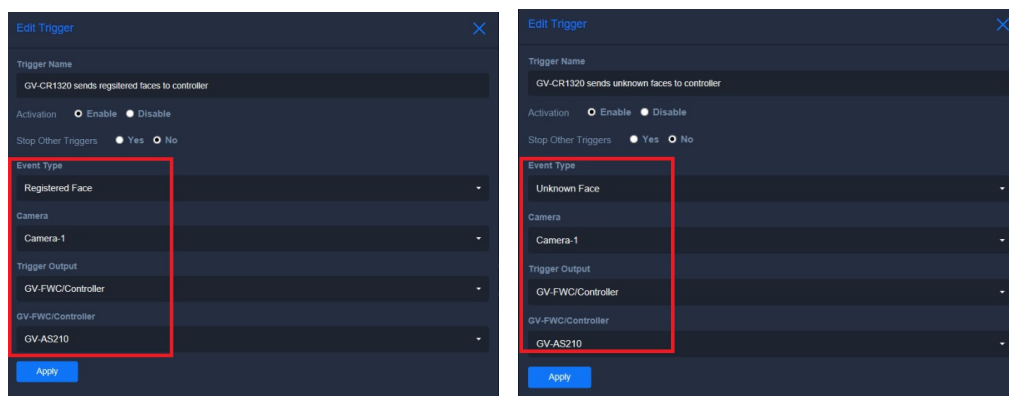 Edit Trigger
Trigger Name
GV-CR1320 sends regsitered faces to controller
Activation Enable Disable
Stop Other Triggers Yes No
Event Type
Registered Face
Camera
Camera-1
Trigger Output
GV-FWC/Controller
GV-FWC/Controller
GV-AS210
Apply
Edit Trigger
Trigger Name
GV-CR1320 sends unknown faces to controller
Activation Enable Disable
Stop Other Triggers Yes No
Event Type
Unknown Face
Camera
Camera-1
Trigger Output
GV-FWC/Controller
GV-FWC/Controller
GV-AS210
Apply